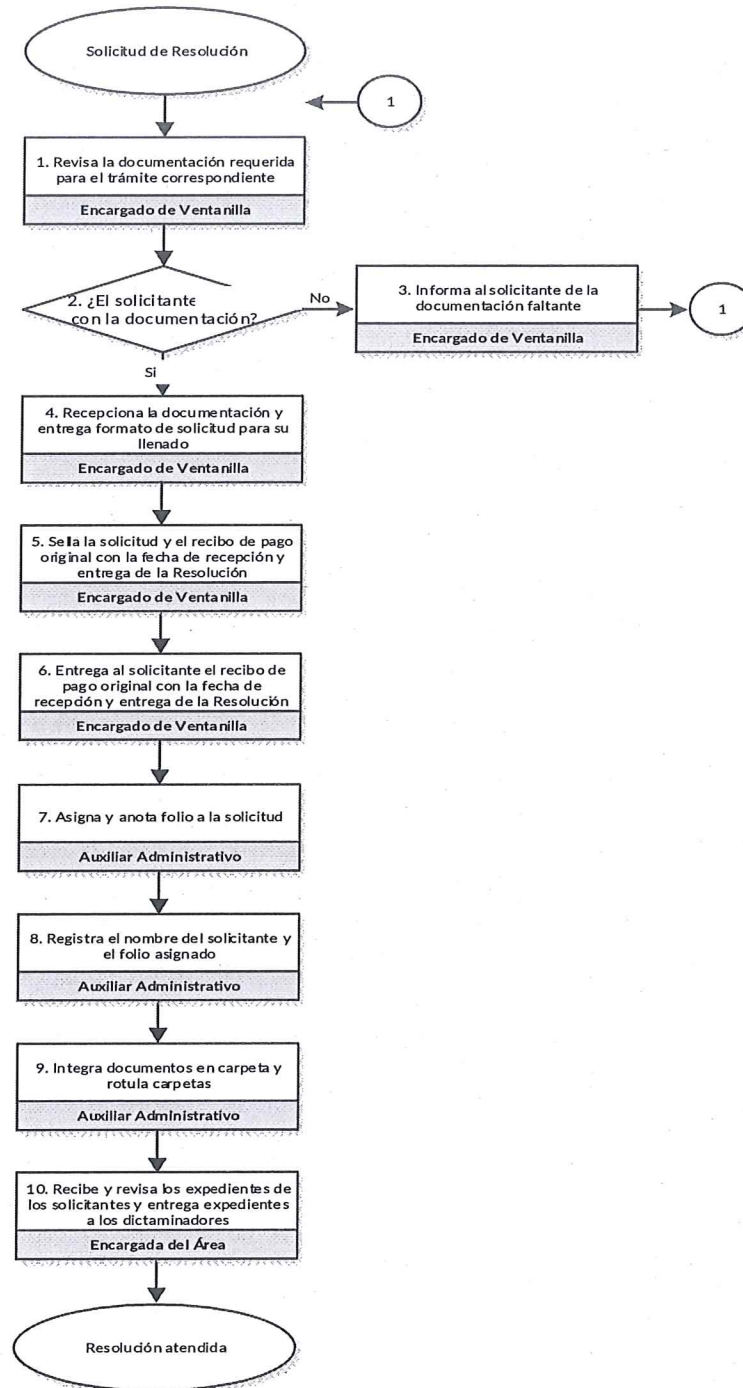 Solicitud de Resolución
1
1. Revisa la documentación requerida
para el trámite correspondiente
Encargado de Ventanilla
2. ¿El solicitante
con la documentación?
No
3. Informa al solicitante de la
documentación faltante
Encargado de Ventanilla
1
Si
4. Recepciona la documentación y
entrega formato de solicitud para su
llenado
Encargado de Ventanilla
5. Sella la solicitud y el recibo de pago
original con la fecha de recepción y
entrega de la Resolución
Encargado de Ventanilla
6. Entrega al solicitante el recibo de
pago original con la fecha de
recepción y entrega de la Resolución
Encargado de Ventanilla
7. Asigna y anota folio a la solicitud
Auxiliar Administrativo
8. Registra el nombre del solicitante y
el folio asignado
Auxiliar Administrativo
9. Integra documentos en carpeta y
rotula carpetas
Auxiliar Administrativo
10. Recibe y revisa los expedientes de
los solicitantes y entrega expedientes
a los dictaminadores
Encargada del Área
Resolución atendida